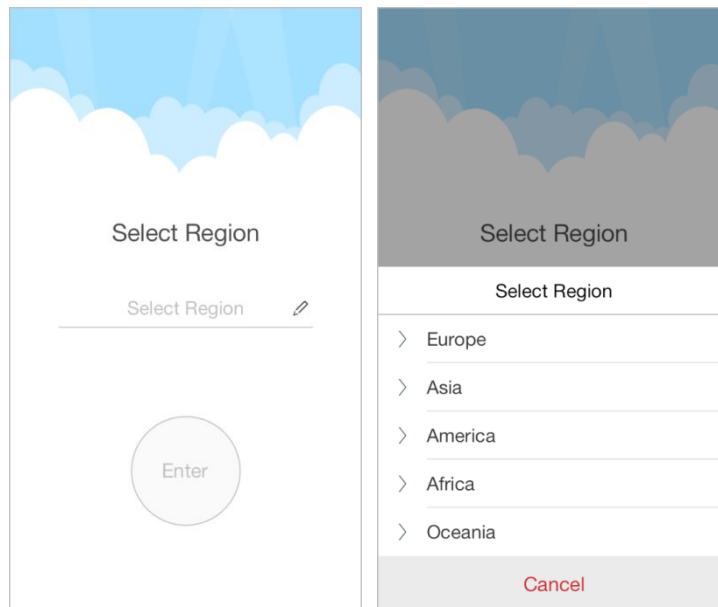 Select Region
Select Region
Enter
Select Region
Select Region
Europe
Asia
America
Africa
Oceania
Cancel